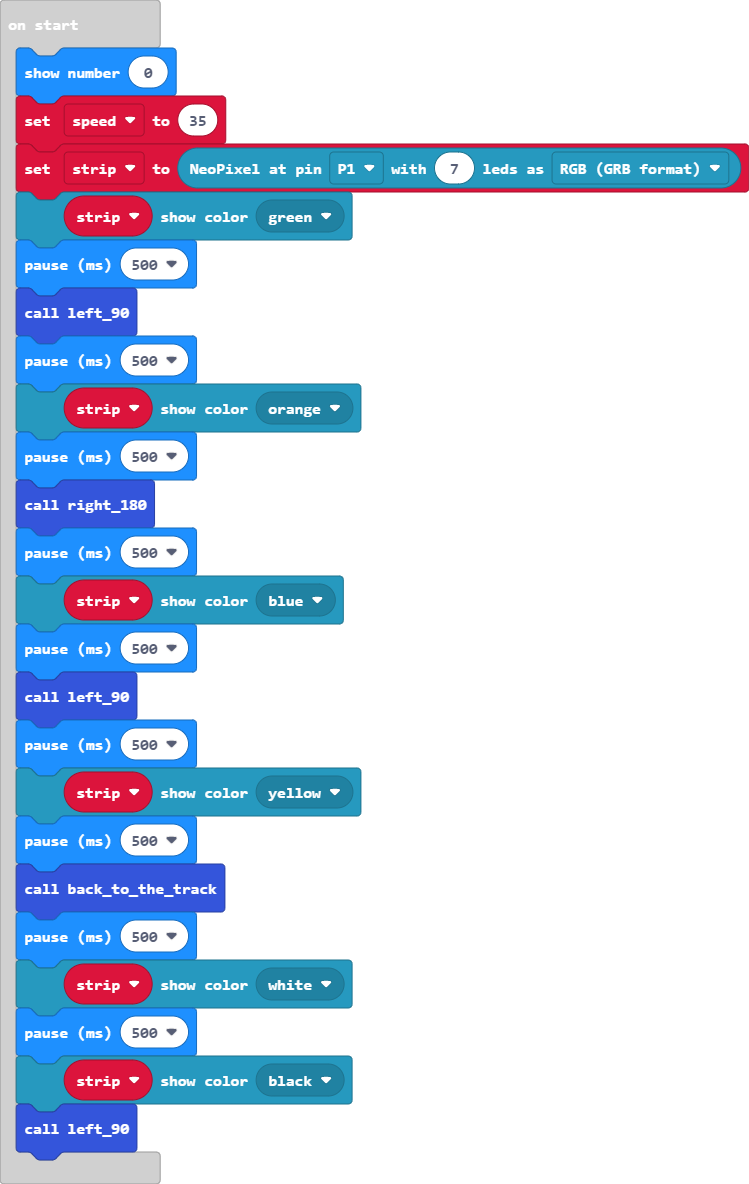 on start
show number 0
set speed to 35
set strip to NeoPixel at pin P1 with 7 leds as RGB (GRB format)
strip show color green
pause (ms) 500
call left_90
pause (ms) 500
strip show color orange
pause (ms) 500
call right_180
pause (ms) 500
strip show color blue
pause (ms) 500
call left_90
pause (ms) 500
strip show color yellow
pause (ms) 500
call back_to_the_track
pause (ms) 500
strip show color white
pause (ms) 500
strip show color black
call left_90